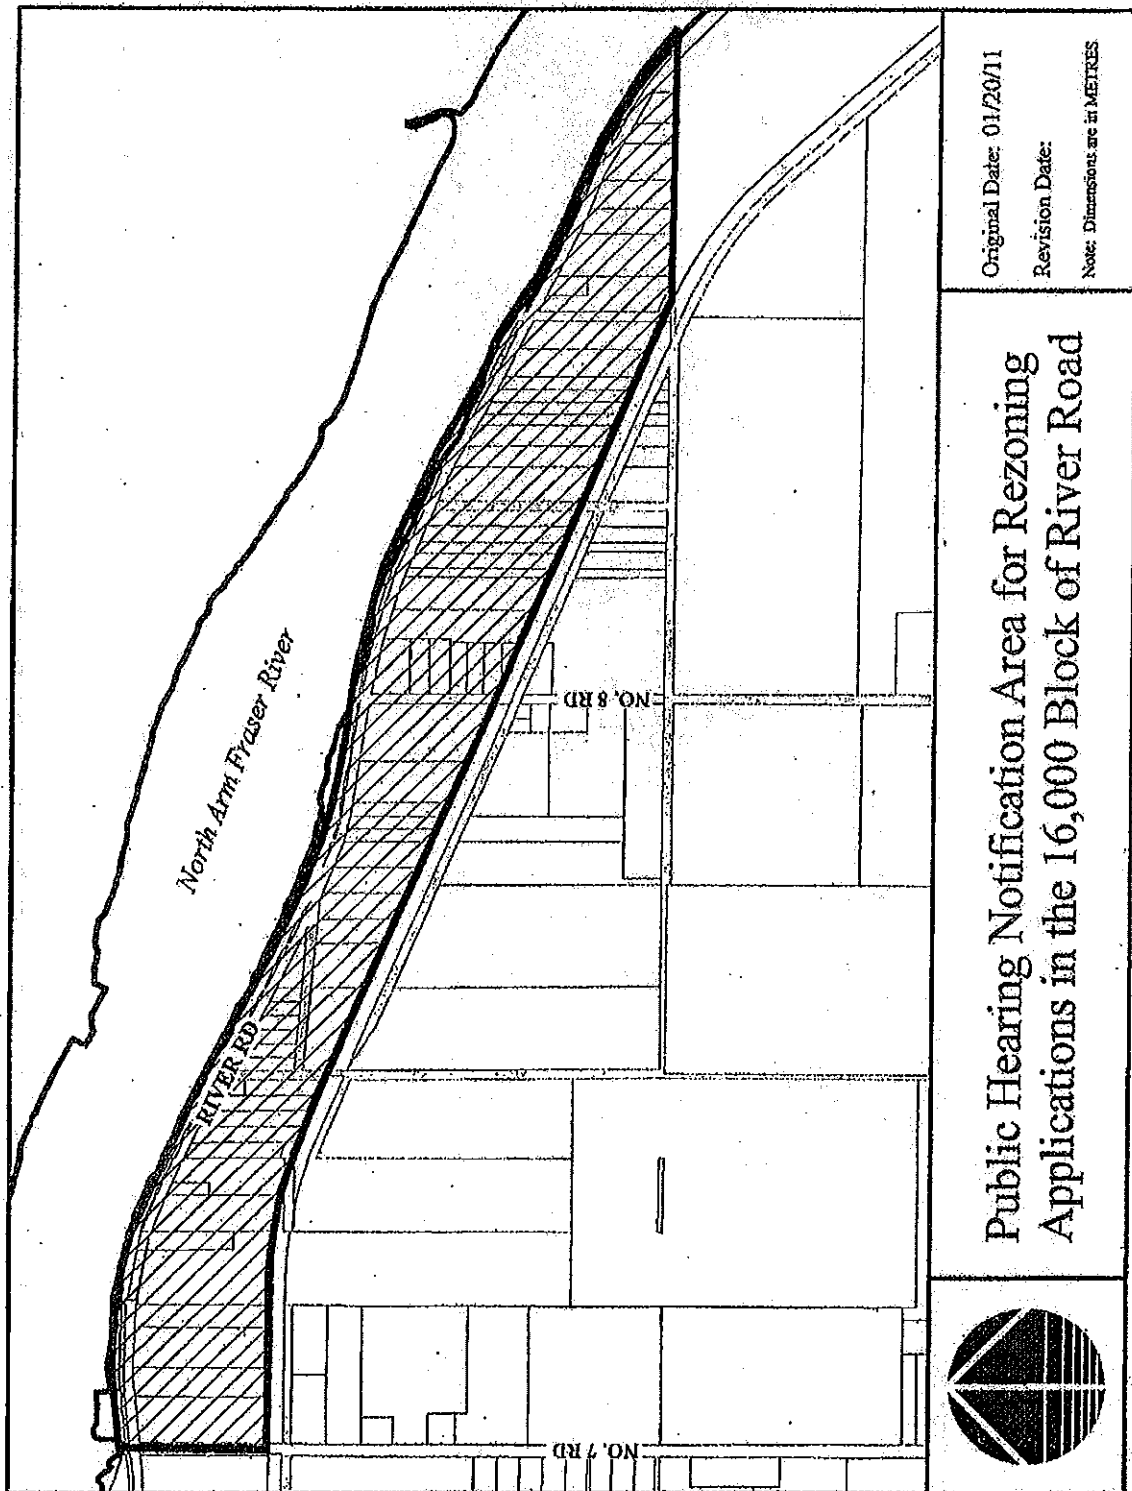 North Arm Fraser River
RIVER RD
NO. 8 RD
NO. 7 RD
Public Hearing Notification Area for Rezoning
Applications in the 16,000 Block of River Road
Original Date: 01/20/11
Revision Date:
Note: Dimensions are in METRES